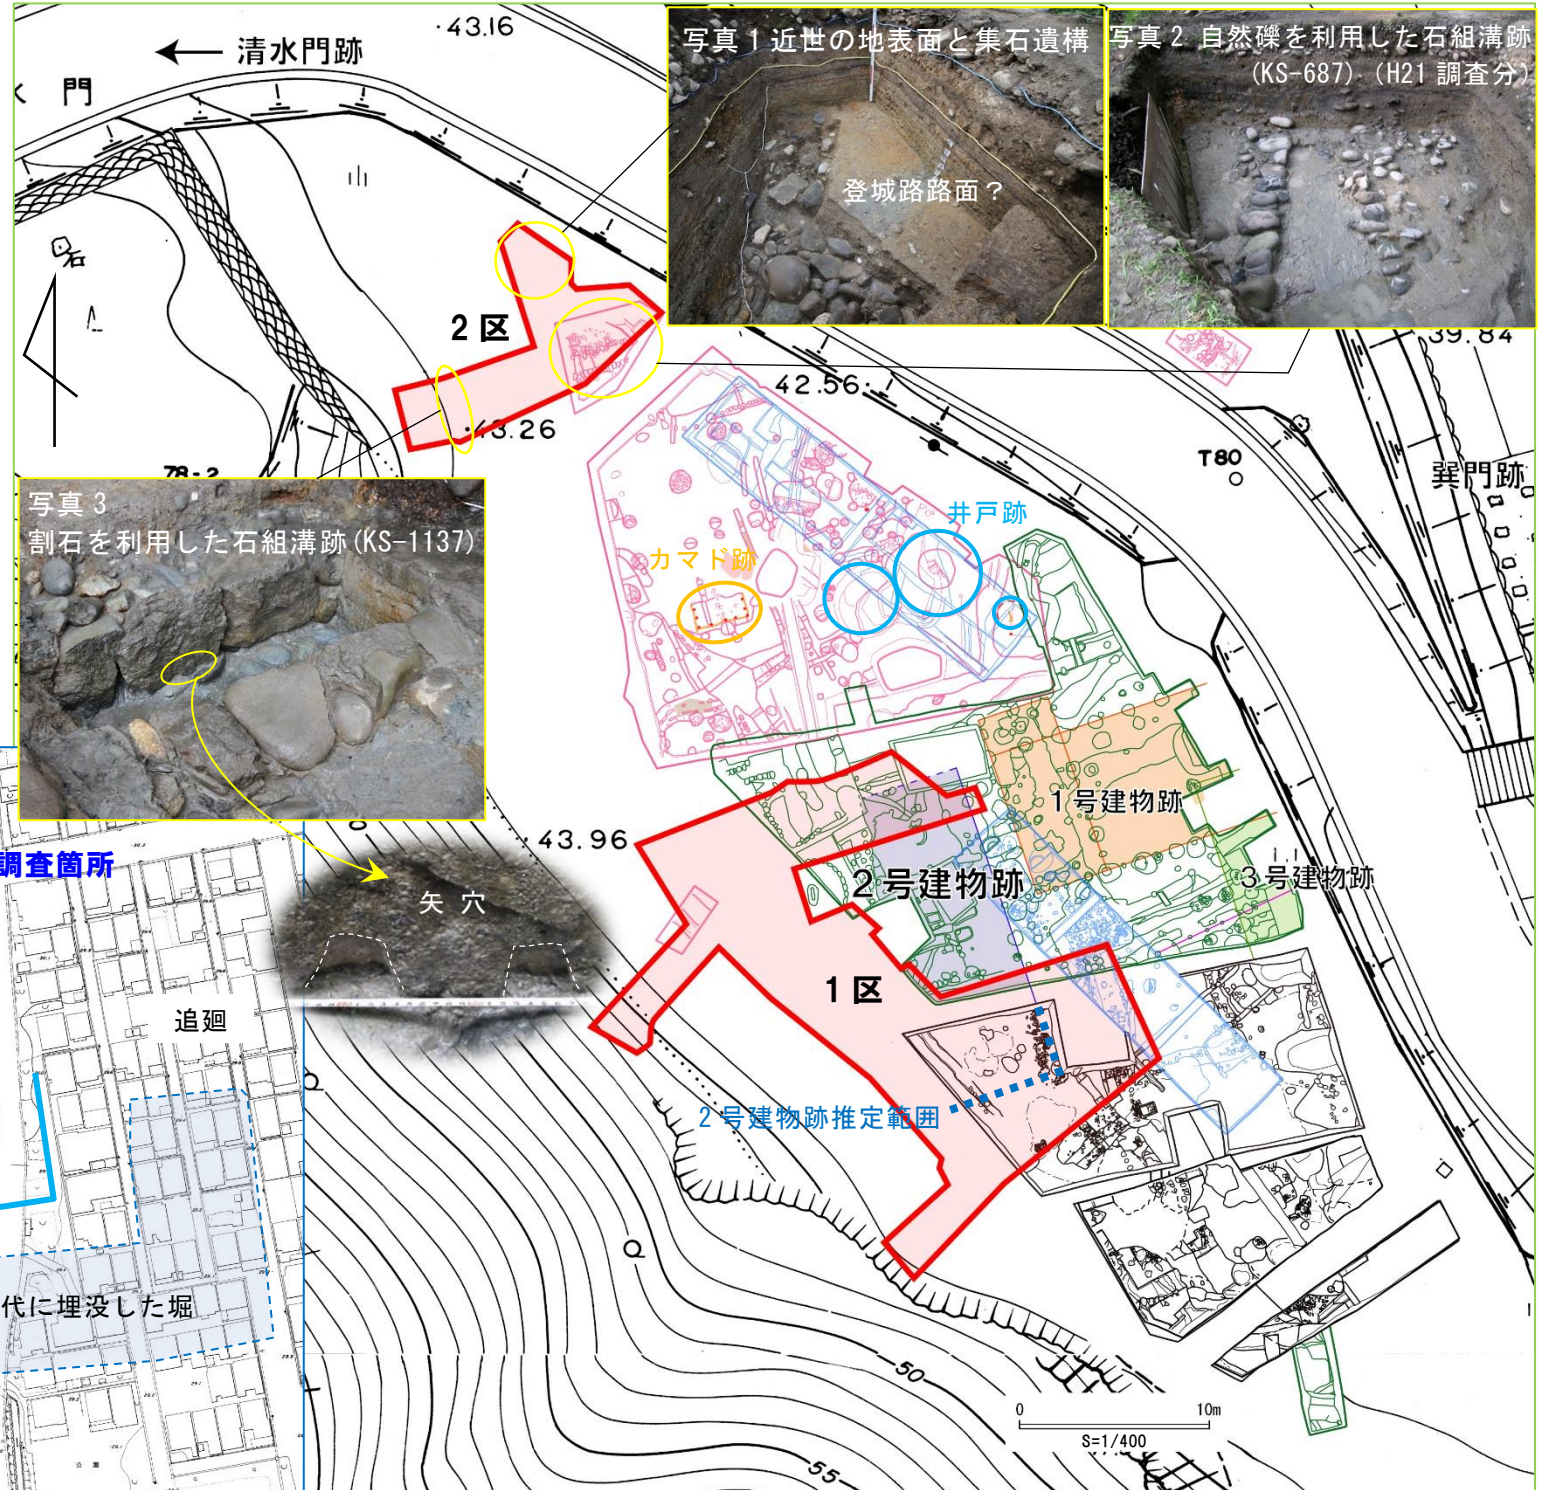 写真１近世の地表面と集石遺構
写真２ 自然礫を利用した石組溝跡
(KS-687) (H21 調査分)
登城路路面？
← 清水門跡
・43.16
門
石
2区
39.84
42.56・
・43.26
78-2
T80
巽門跡
写真３
割石を利用した石組溝跡(KS-1137)
井戸跡
カマド跡
１号建物跡
・43.96
２号建物跡
３号建物跡
調査箇所
矢 穴
1区
追廻
２号建物跡推定範囲
代に埋没した堀
50
0 10m
S=1/400
55
公 園